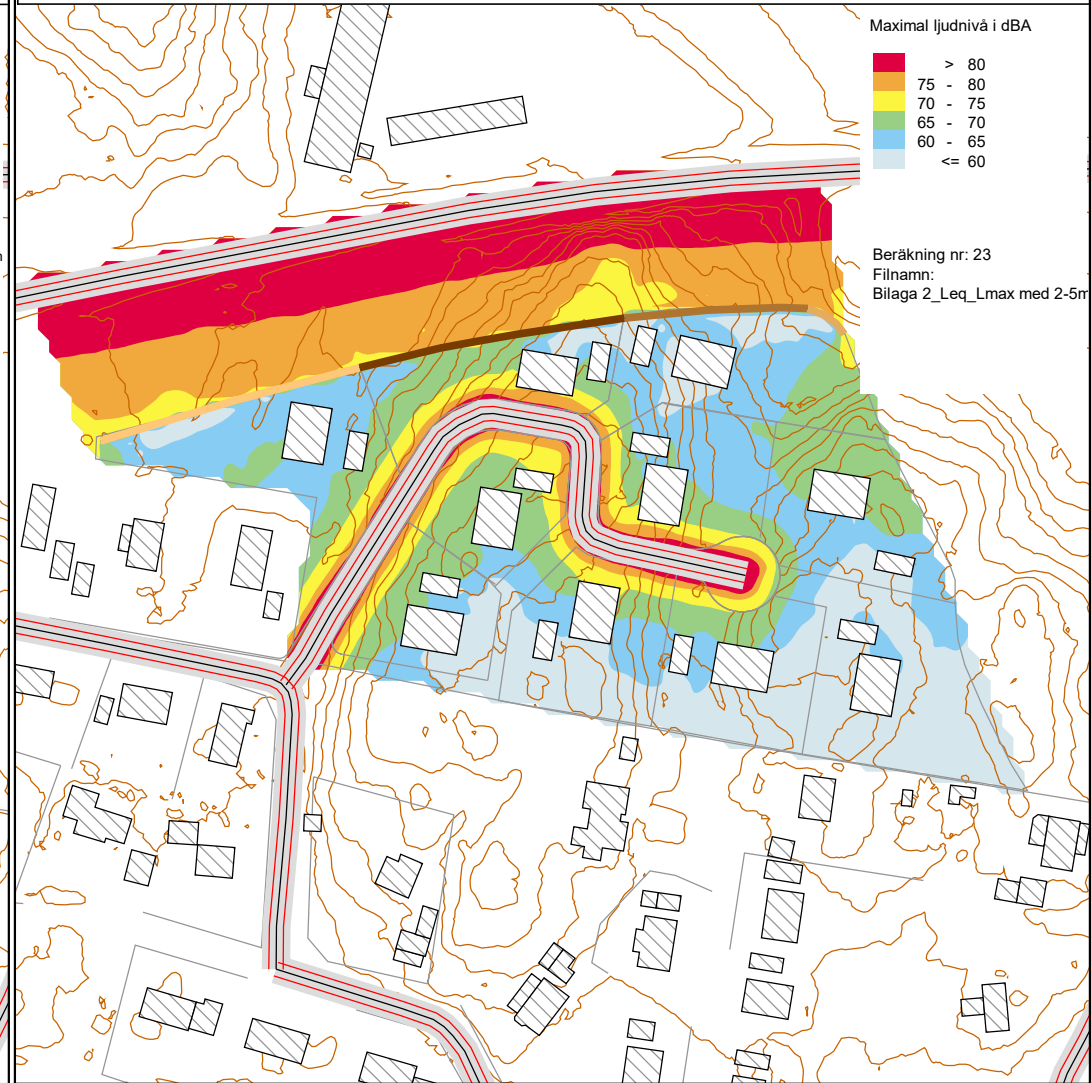 Maximal ljudnivå i dBA
> 80
75 - 80
70 - 75
65 - 70
60 - 65
<= 60
Beräkning nr: 23
Filnamn:
Bilaga 2_Leq_Lmax med 2-5m